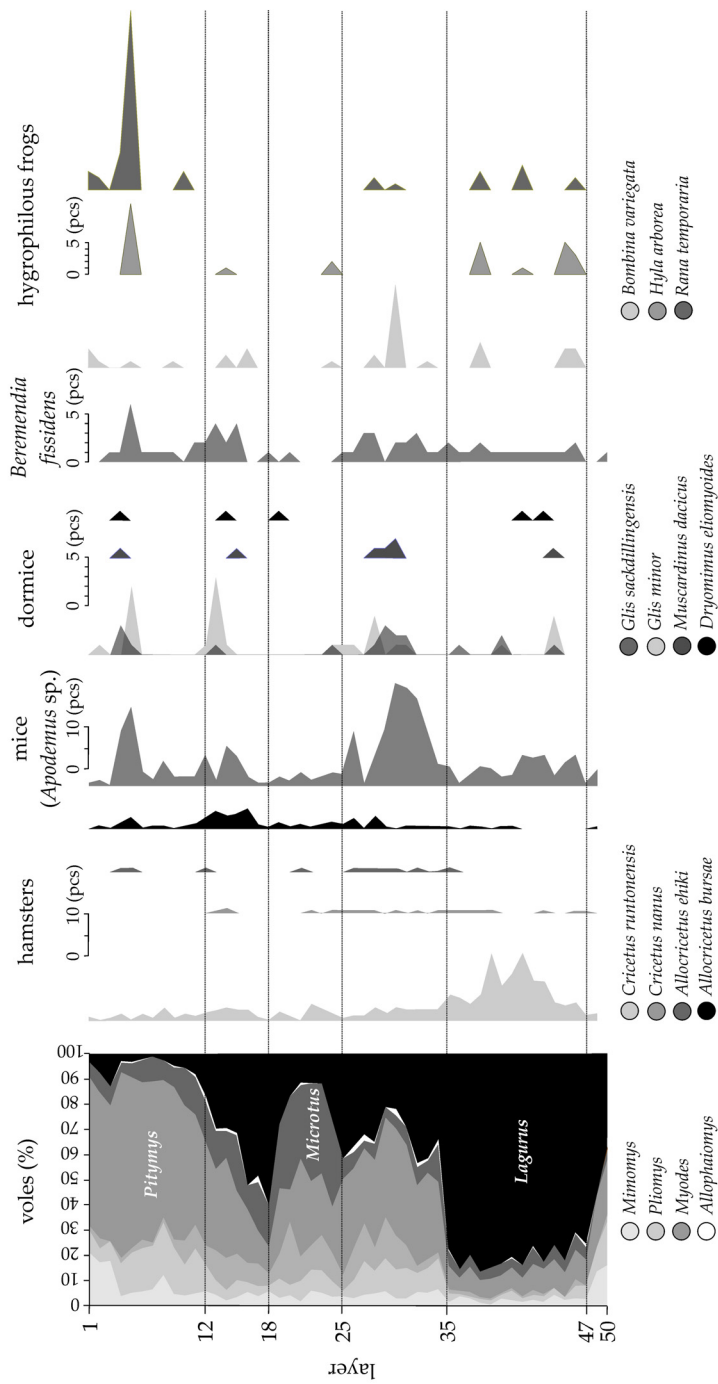 voles (%)
hamsters
mice
(Apodemus sp.)
dormice
Beremendia
fissidens
hygrophilous frogs
0 10 20 30 40 50 60 70 80 90 100
0 10 (pcs)
0 10 (pcs)
0 5 (pcs)
0 5 (pcs)
0 5 (pcs)
layer
1
12
18
25
35
47
50
Pitymys
Microtus
Lagurus
Mimomys
Pliomys
Myodes
Allophaiomys
Cricetus runtonensis
Cricetus nanus
Allocricetus ehiki
Allocricetus bursae
Glis sackdillingensis
Glis minor
Muscardinus dacicus
Dryomimus eliomyoides
Bombina variegata
Hyla arborea
Rana temporaria